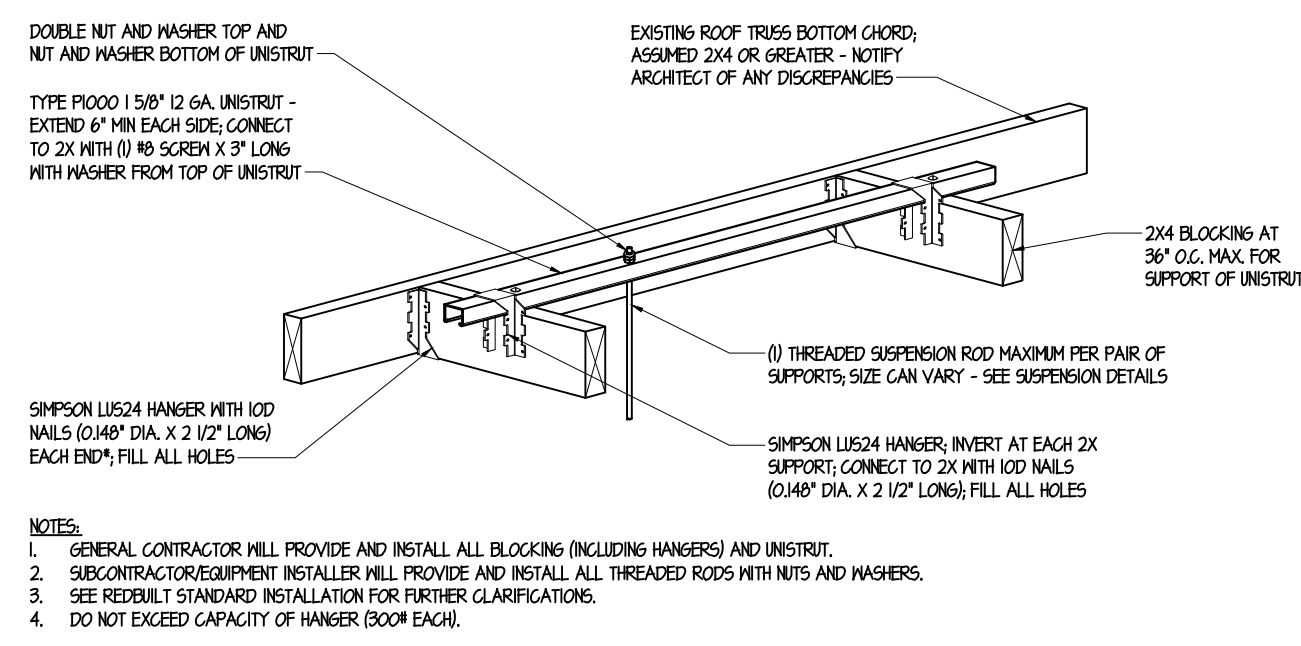 DOUBLE NUT AND WASHER TOP AND
NUT AND WASHER BOTTOM OF UNISTRUT
TYPE P1000 1 5/8" 12 GA. UNISTRUT -
EXTEND 6" MIN EACH SIDE; CONNECT
TO 2X WITH (1) #8 SCREW X 3" LONG
WITH WASHER FROM TOP OF UNISTRUT
EXISTING ROOF TRUSS BOTTOM CHORD;
ASSUMED 2X4 OR GREATER - NOTIFY
ARCHITECT OF ANY DISCREPANCIES
2X4 BLOCKING AT
36" O.C. MAX. FOR
SUPPORT OF UNISTRUT
(1) THREADED SUSPENSION ROD MAXIMUM PER PAIR OF
SUPPORTS; SIZE CAN VARY - SEE SUSPENSION DETAILS
SIMPSON LUS24 HANGER WITH 10D
NAILS (0.148" DIA. X 2 1/2" LONG)
EACH END*; FILL ALL HOLES
SIMPSON LUS24 HANGER; INVERT AT EACH 2X
SUPPORT; CONNECT TO 2X WITH 10D NAILS
(0.148" DIA. X 2 1/2" LONG); FILL ALL HOLES
NOTES:
1. GENERAL CONTRACTOR WILL PROVIDE AND INSTALL ALL BLOCKING (INCLUDING HANGERS) AND UNISTRUT.
2. SUBCONTRACTOR/EQUIPMENT INSTALLER WILL PROVIDE AND INSTALL ALL THREADED RODS WITH NUTS AND WASHERS.
3. SEE REDBUILT STANDARD INSTALLATION FOR FURTHER CLARIFICATIONS.
4. DO NOT EXCEED CAPACITY OF HANGER (300# EACH).